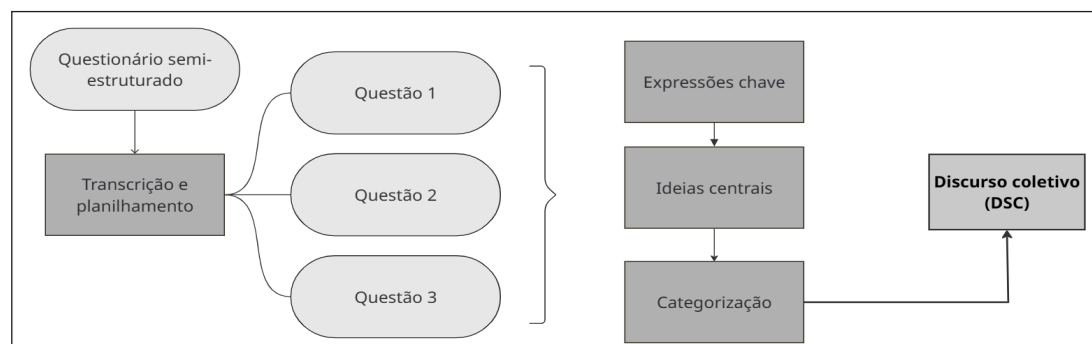 Questionário semi-
estruturado
Transcrição e
planilhamento
Questão 1
Questão 2
Questão 3
Expressões chave
Ideias centrais
Categorização
Discurso coletivo
(DSC)